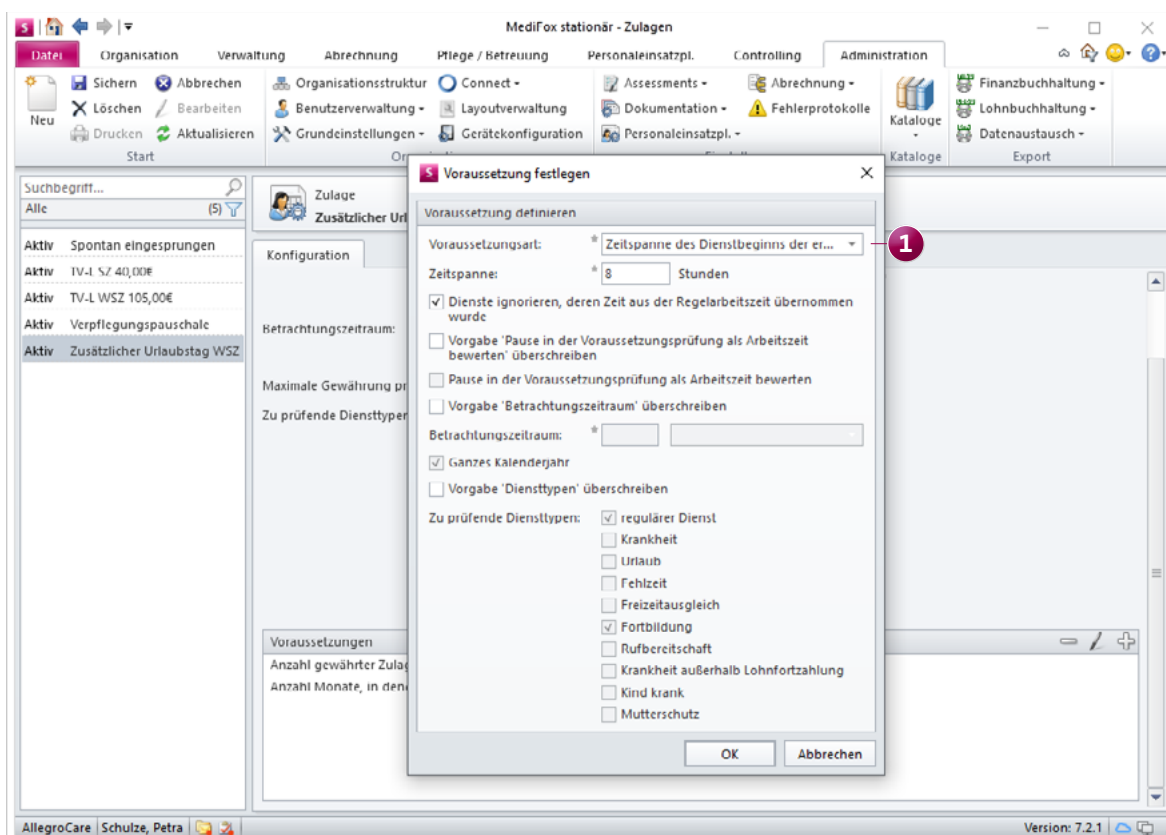 MediFox stationär - Zulagen
Datei Organisation Verwaltung Abrechnung Pflege / Betreuung Personaleinsatzpl. Controlling Administration
Neu
Sichern Abbrechen
Löschen Bearbeiten
Drucken Aktualisieren
Start
Organisationsstruktur Connect
Benutzerverwaltung Layoutverwaltung
Grundeinstellungen Gerätekonfiguration
Assessments Abrechnung
Dokumentation Fehlerprotokolle
Personaleinsatzpl.
Kataloge
Kataloge
Finanzbuchhaltung
Lohnbuchhaltung
Datenaustausch
Export
Suchbegriff...
Alle (5)
Aktiv Spontan eingesprungen
Aktiv TV-L SZ 40,00€
Aktiv TV-L WSZ 105,00€
Aktiv Verpflegungspauschale
Aktiv Zusätzlicher Urlaubstag WSZ
Zulage
Zusätzlicher Url
Konfiguration
Betrachtungszeitraum:
Maximale Gewährung pr
Zu prüfende Diensttypen
Voraussetzungen
Anzahl gewährter Zulag
Anzahl Monate, in dene
Voraussetzung festlegen
Voraussetzung definieren
Voraussetzungsart: * Zeitspanne des Dienstbeginns der er...
1
Zeitspanne: * 8 Stunden
Dienste ignorieren, deren Zeit aus der Regelarbeitszeit übernommen
wurde
Vorgabe 'Pause in der Voraussetzungsprüfung als Arbeitszeit
bewerten' überschreiben
Pause in der Voraussetzungsprüfung als Arbeitszeit bewerten
Vorgabe 'Betrachtungszeitraum' überschreiben
Betrachtungszeitraum: *
Ganzes Kalenderjahr
Vorgabe 'Diensttypen' überschreiben
Zu prüfende Diensttypen: regulärer Dienst
Krankheit
Urlaub
Fehlzeit
Freizeitausgleich
Fortbildung
Rufbereitschaft
Krankheit außerhalb Lohnfortzahlung
Kind krank
Mutterschutz
OK Abbrechen
AllegroCare Schulze, Petra Version: 7.2.1